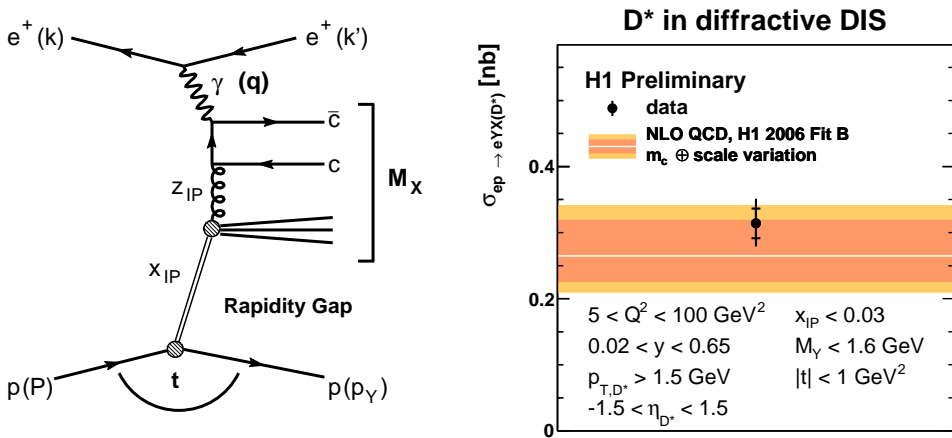 e⁺(k)
e⁺(k')
γ (q)
c̄
c
M_X
z_IP
x_IP
Rapidity Gap
p(P)
t
p(p_Y)
D* in diffractive DIS
σ_ep → eYX(D*) [nb]
H1 Preliminary
data
NLO QCD, H1 2006 Fit B
m_c ⊕ scale variation
0.4
0.2
0
5 < Q² < 100 GeV²
x_IP < 0.03
0.02 < y < 0.65
M_Y < 1.6 GeV
p_T,D* > 1.5 GeV
|t| < 1 GeV²
-1.5 < η_D* < 1.5